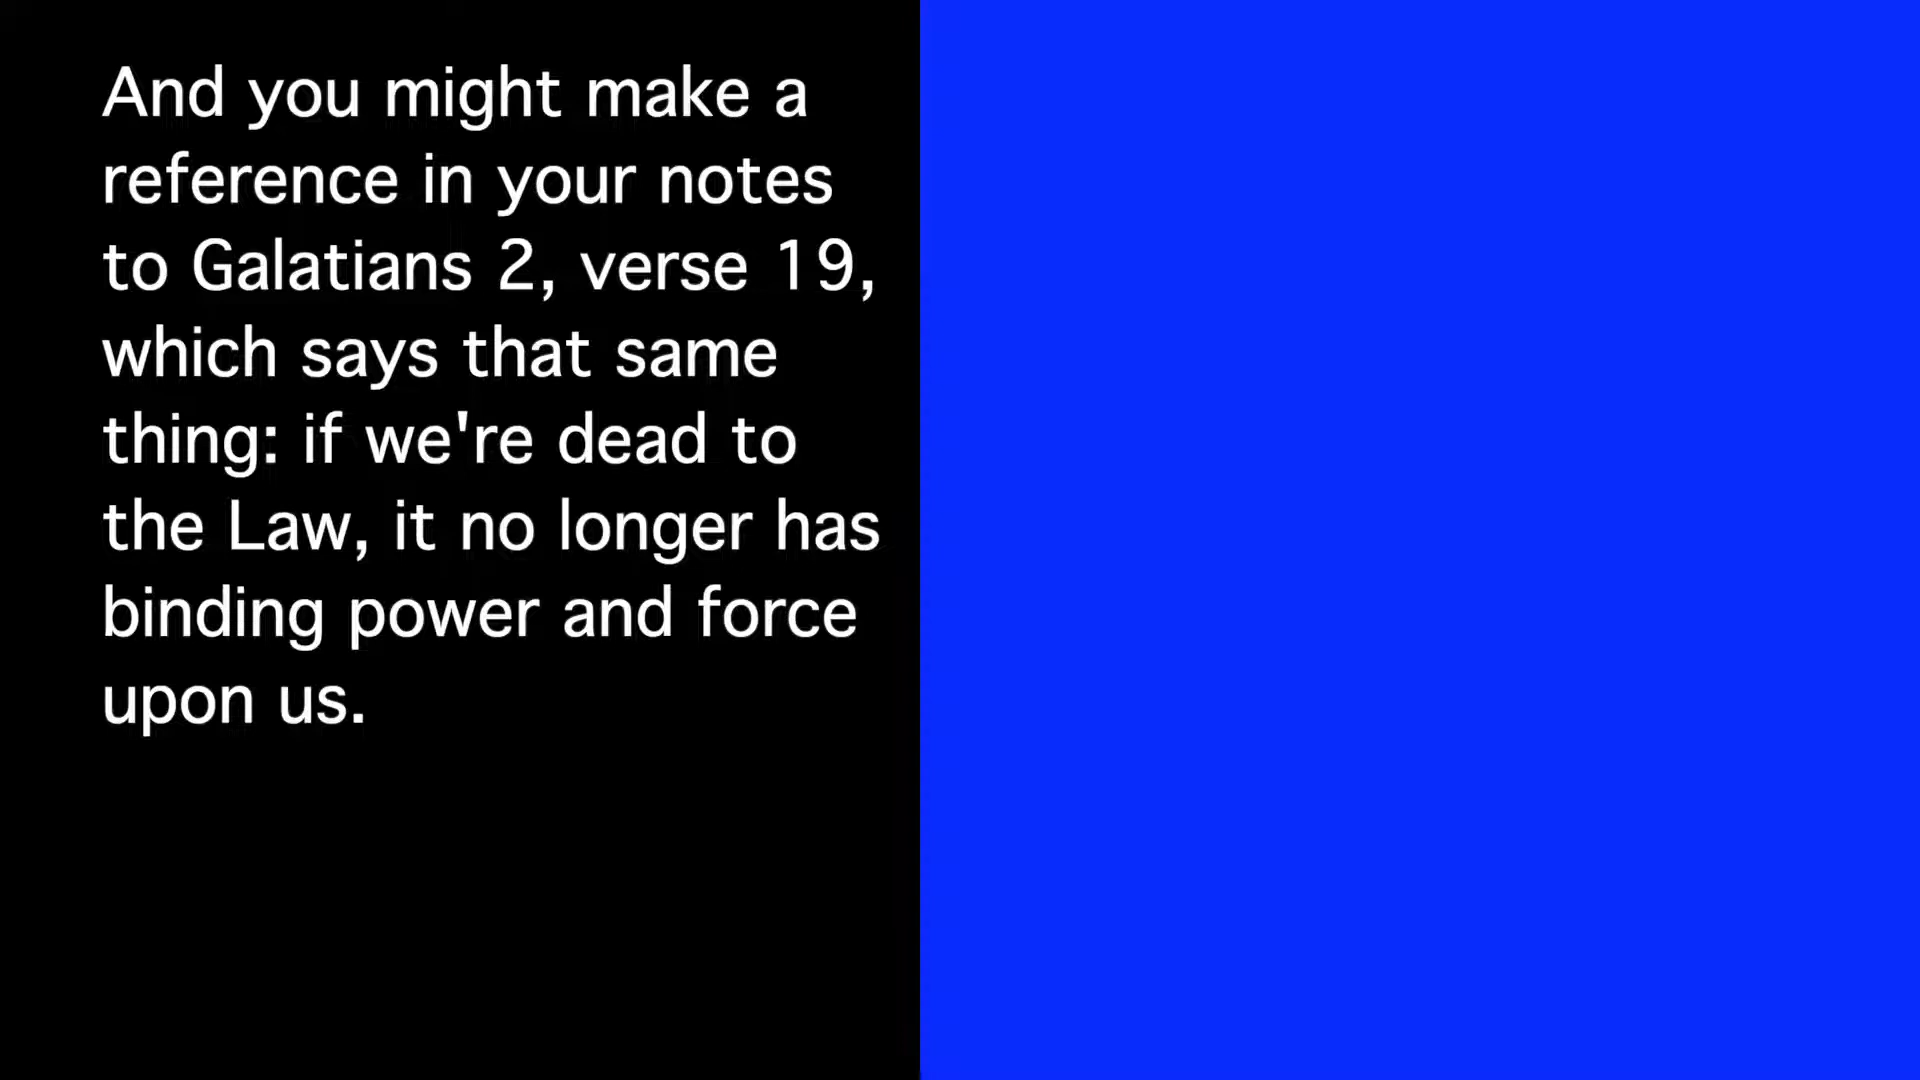 And you might make a
reference in your notes
to Galatians 2, verse 19,
which says that same
thing: if we're dead to
the Law, it no longer has
binding power and force
upon us.